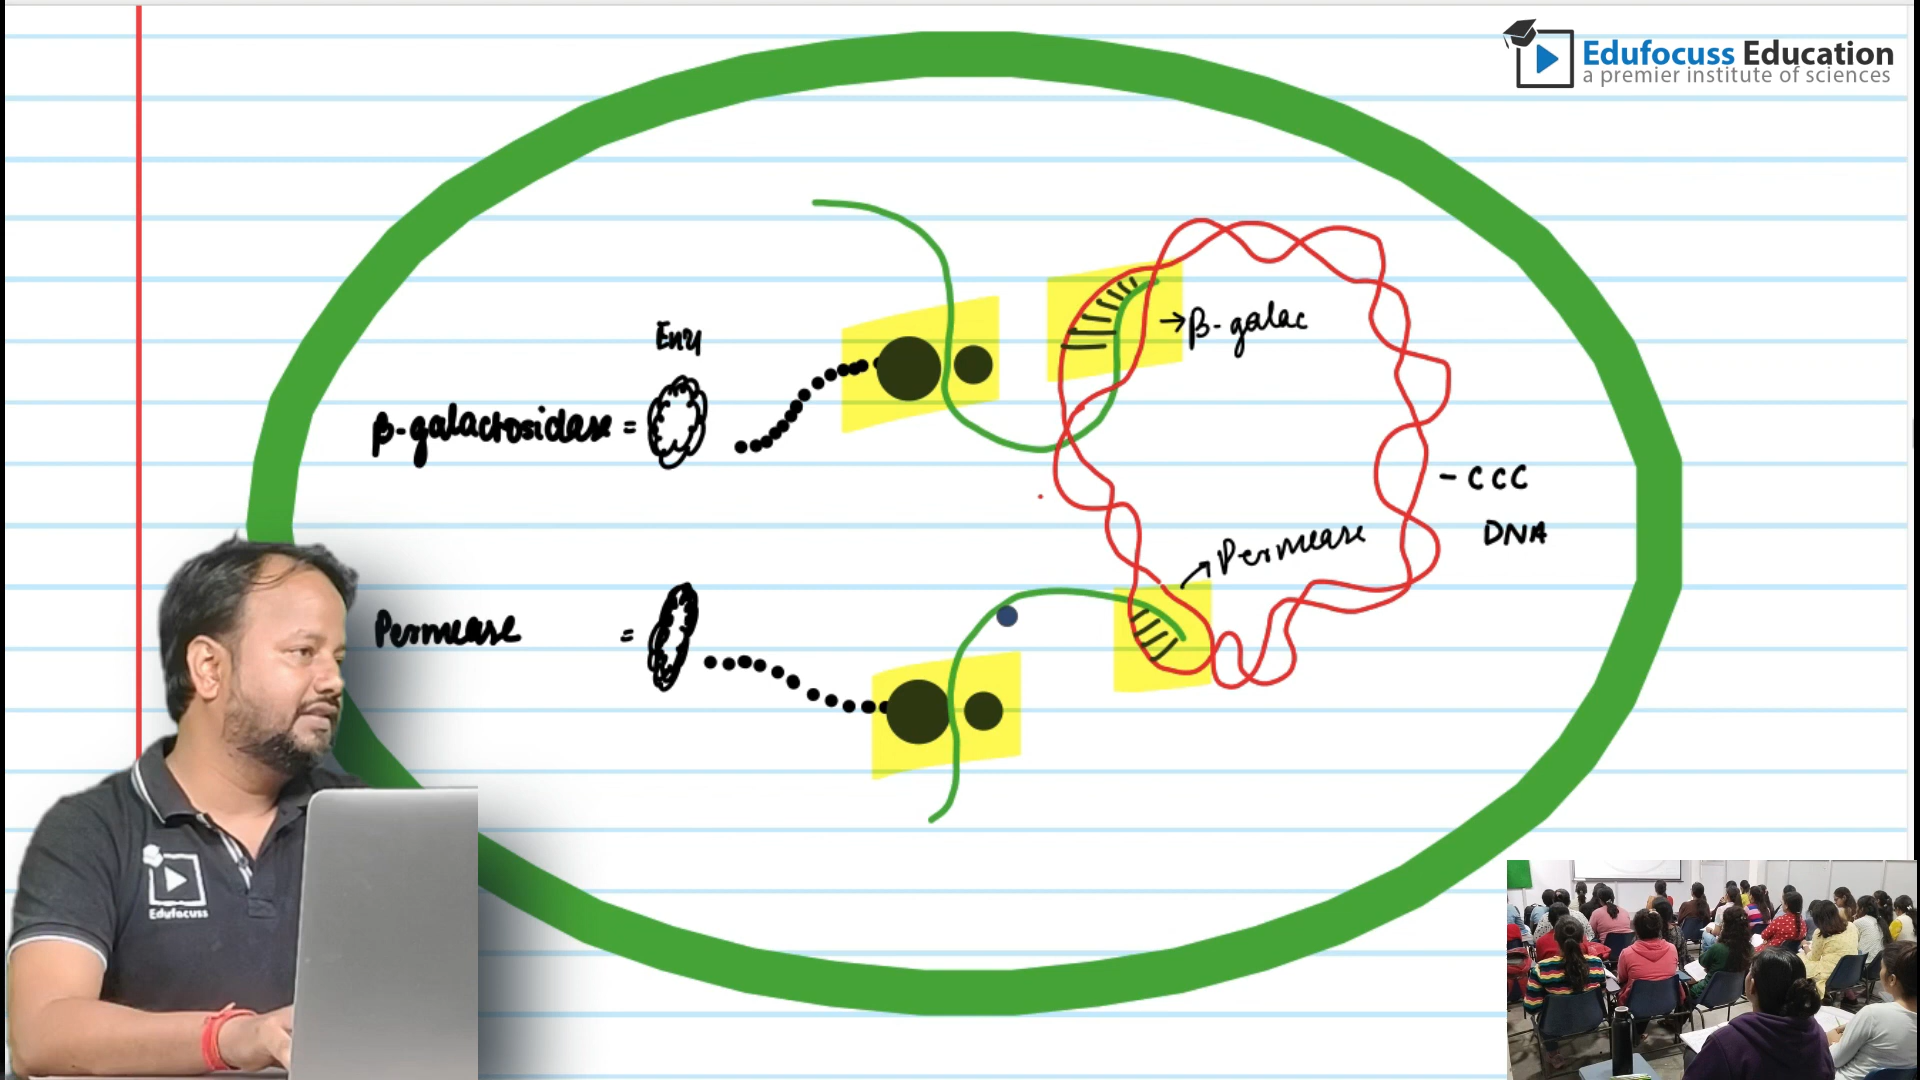 Edufocuss Education
a premier institute of sciences
Enz
→β-galac
β-galactosidase =
- CCC
DNA
Permease
Permease =
Edufocuss